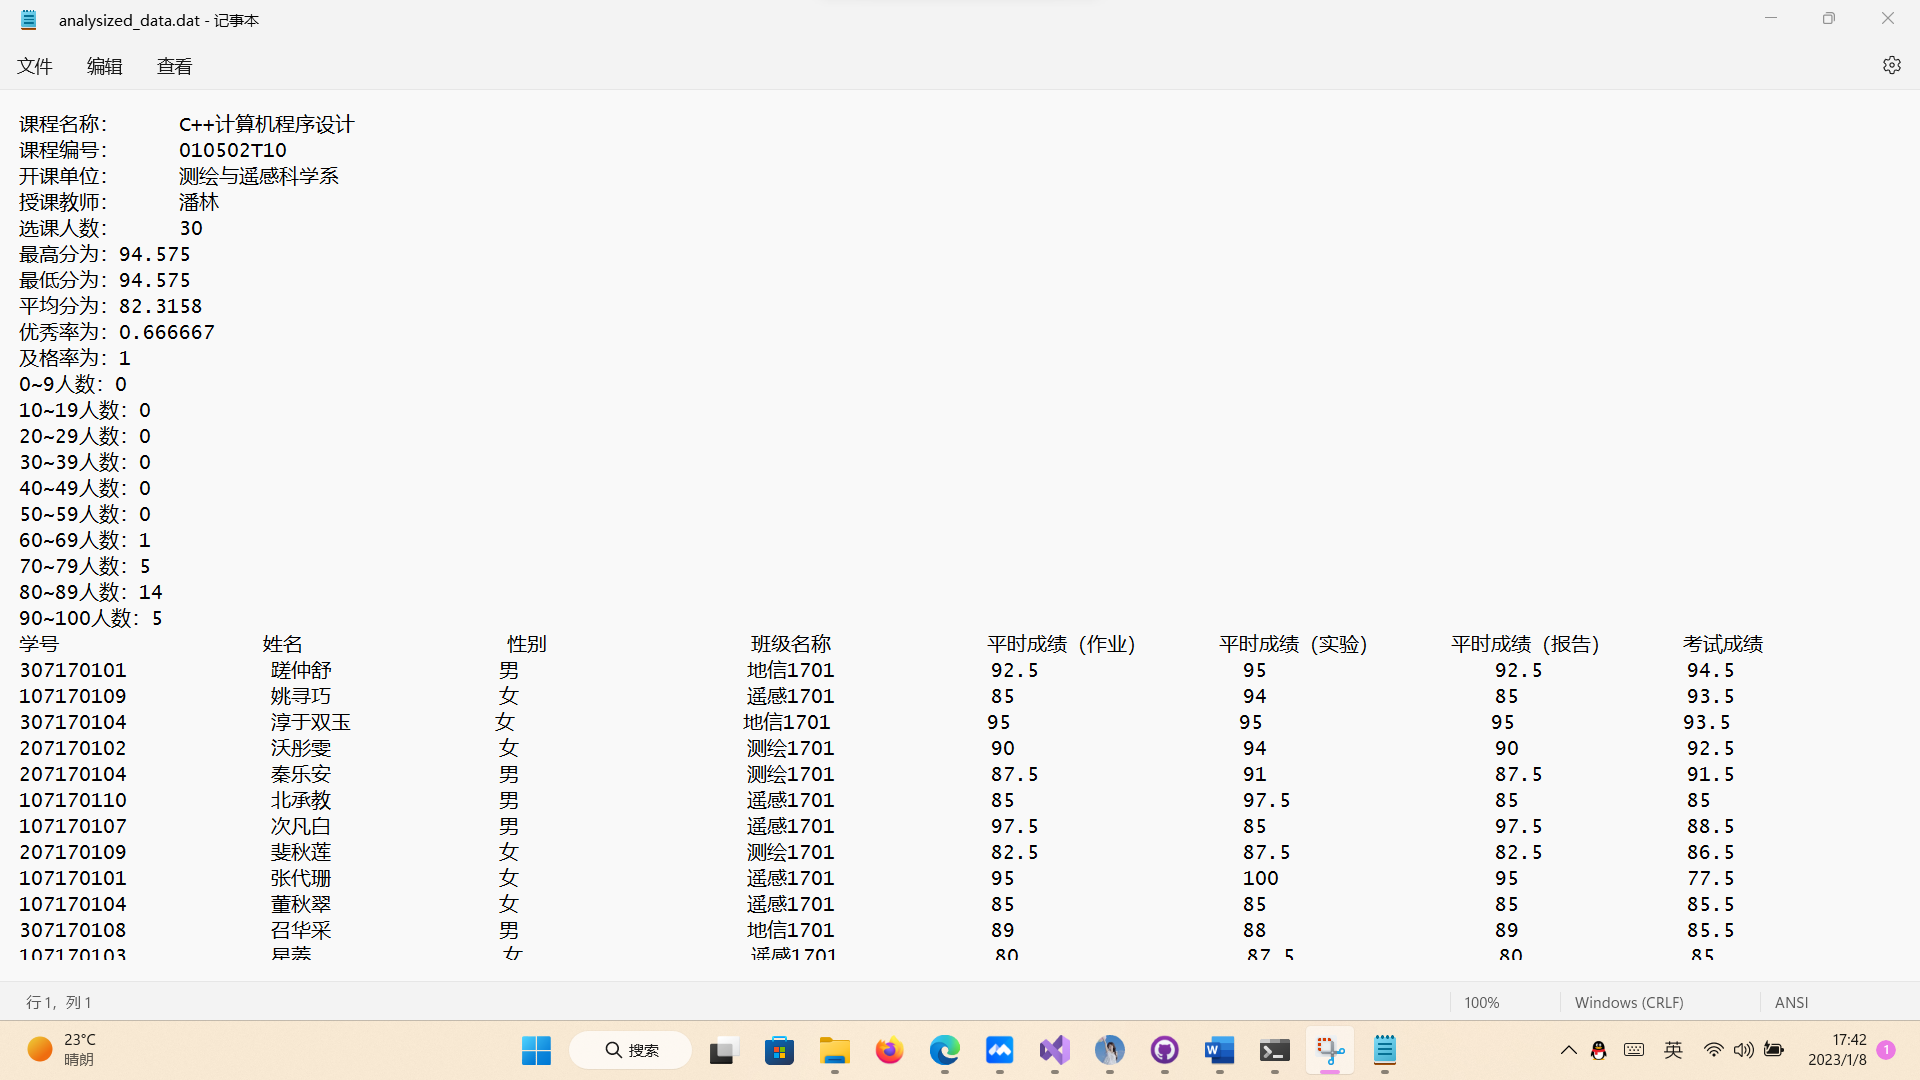 analysized_data.dat - 记事本
文件 编辑 查看
课程名称： C++计算机程序设计
课程编号： 010502T10
开课单位： 测绘与遥感科学系
授课教师： 潘林
选课人数： 30
最高分为：94.575
最低分为：94.575
平均分为：82.3158
优秀率为：0.666667
及格率为：1
0~9人数：0
10~19人数：0
20~29人数：0
30~39人数：0
40~49人数：0
50~59人数：0
60~69人数：1
70~79人数：5
80~89人数：14
90~100人数：5
学号 姓名 性别 班级名称 平时成绩（作业） 平时成绩（实验） 平时成绩（报告） 考试成绩
307170101 蹉仲舒 男 地信1701 92.5 95 92.5 94.5
107170109 姚寻巧 女 遥感1701 85 94 85 93.5
307170104 淳于双玉 女 地信1701 95 95 95 93.5
207170102 沃彤雯 女 测绘1701 90 94 90 92.5
207170104 秦乐安 男 测绘1701 87.5 91 87.5 91.5
107170110 北承教 男 遥感1701 85 97.5 85 85
107170107 次凡白 男 遥感1701 97.5 85 97.5 88.5
207170109 斐秋莲 女 测绘1701 82.5 87.5 82.5 86.5
107170101 张代珊 女 遥感1701 95 100 95 77.5
107170104 董秋翠 女 遥感1701 85 85 85 85.5
307170108 召华采 男 地信1701 89 88 89 85.5
107170103 女 遥感1701 80 87.5 80 85
行 1，列 1 100% Windows (CRLF) ANSI
23°C
晴朗
搜索
英
17:42
2023/1/8
1